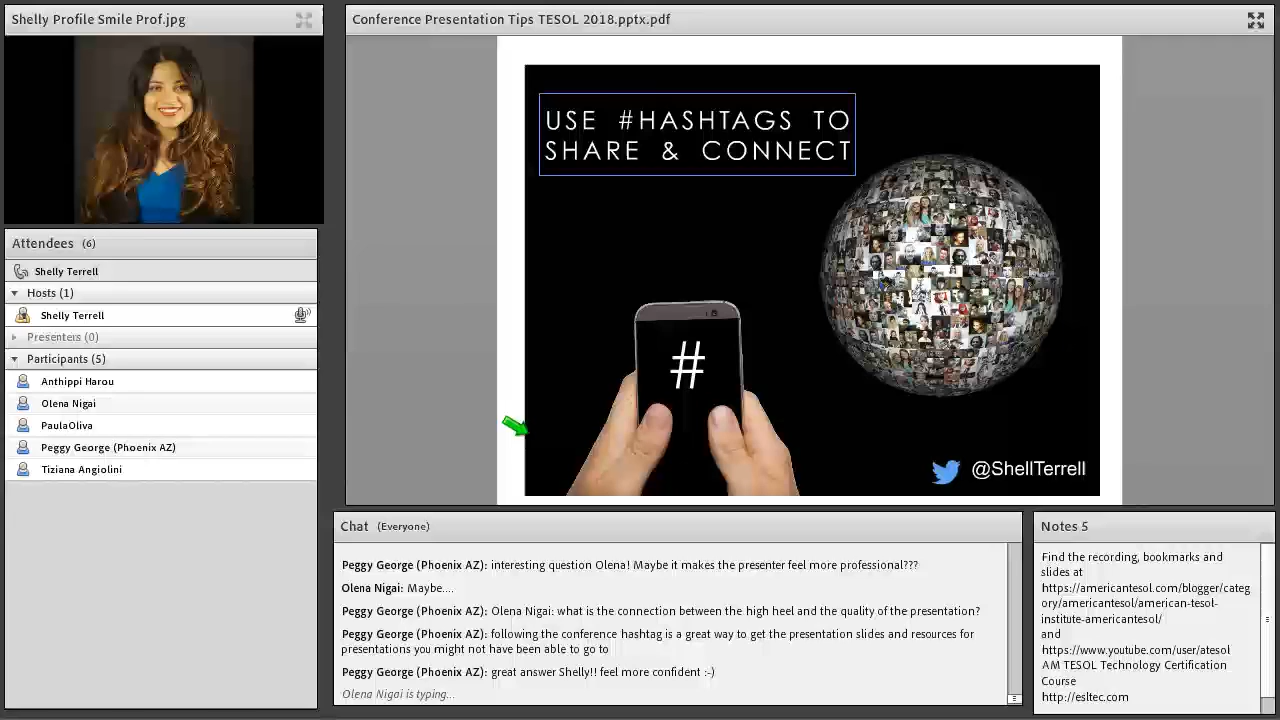 Shelly Profile Smile Prof.jpg
Conference Presentation Tips TESOL 2018.pptx.pdf
USE #HASHTAGS TO
SHARE & CONNECT
#
@ShellTerrell
Attendees (6)
Shelly Terrell
Hosts (1)
Shelly Terrell
Presenters (0)
Participants (5)
Anthippi Harou
Olena Nigai
PaulaOliva
Peggy George (Phoenix AZ)
Tiziana Angiolini
Chat (Everyone)
Peggy George (Phoenix AZ): interesting question Olena! Maybe it makes the presenter feel more professional???
Olena Nigai: Maybe....
Peggy George (Phoenix AZ): Olena Nigai: what is the connection between the high heel and the quality of the presentation?
Peggy George (Phoenix AZ): following the conference hashtag is a great way to get the presentation slides and resources for
presentations you might not have been able to go to
Peggy George (Phoenix AZ): great answer Shelly!! feel more confident :-)
Olena Nigai is typing...
Notes 5
Find the recording, bookmarks and
slides at
https://americantesol.com/blogger/categ
ory/americantesol/american-tesol-
institute-americantesol/
and
https://www.youtube.com/user/atesol
AM TESOL Technology Certification
Course
http://esltec.com